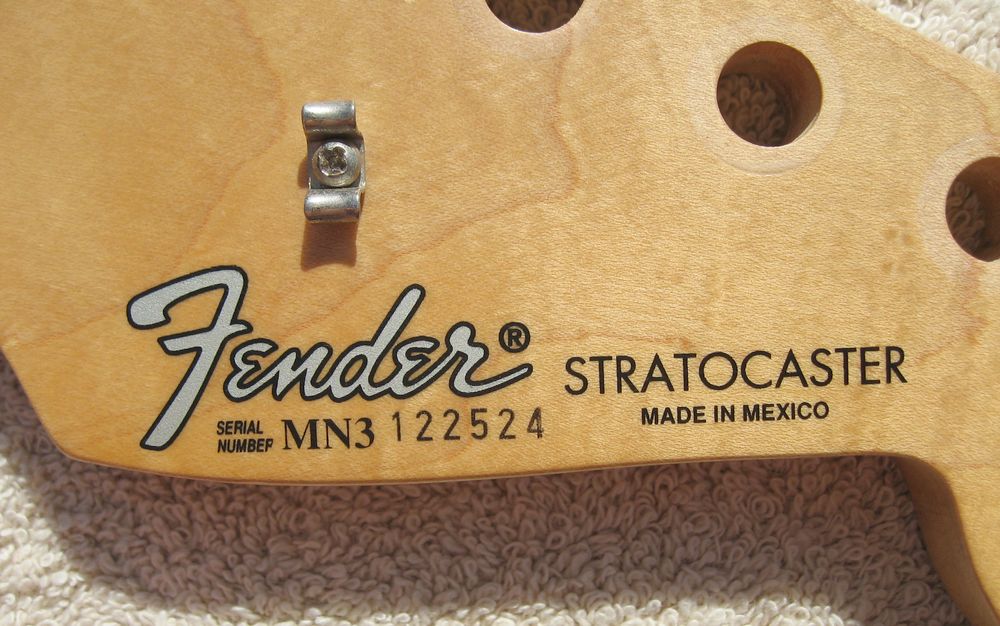 Fender®
STRATOCASTER
MADE IN MEXICO
SERIAL
NUMBER MN3 122524